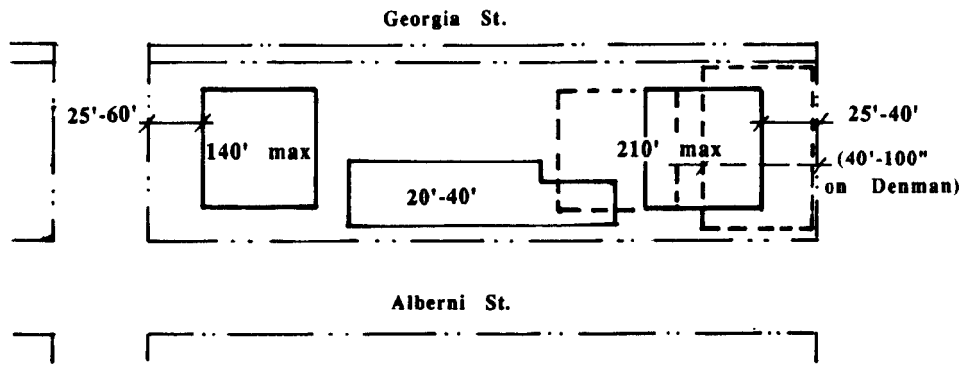 Georgia St.
25'-60'
25'-40'
140' max
210' max
(40'-100"
on Denman)
20'-40'
Alberni St.